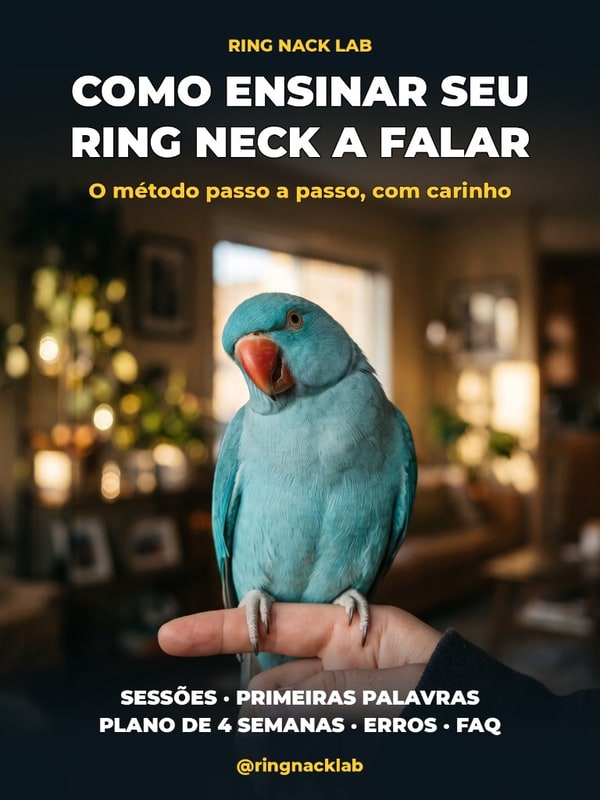 RING NACK LAB
COMO ENSINAR SEU
RING NECK A FALAR
O método passo a passo, com carinho
SESSÕES • PRIMEIRAS PALAVRAS
PLANO DE 4 SEMANAS • ERROS • FAQ
@ringnacklab